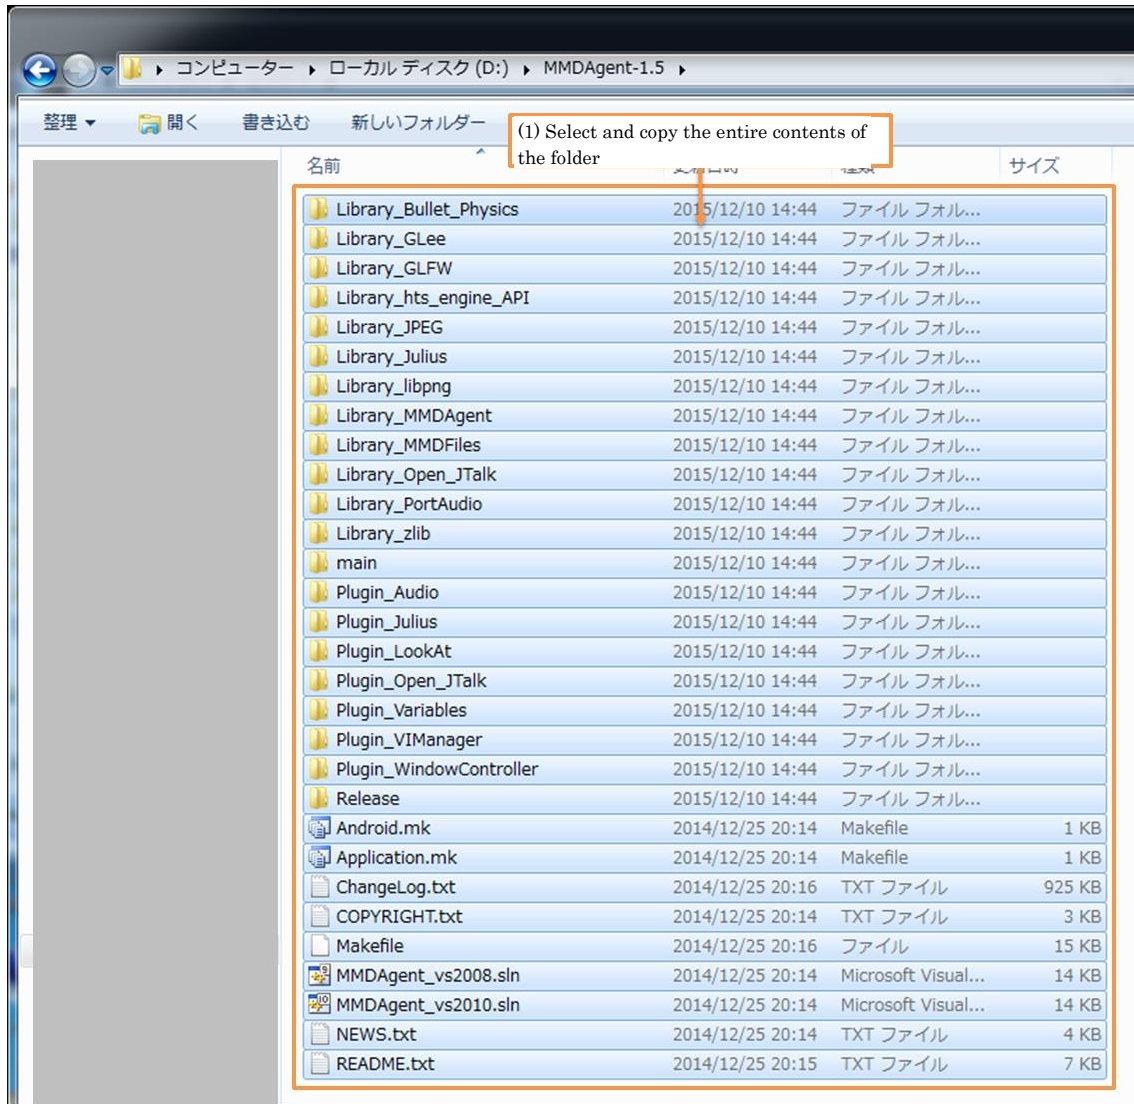 コンピューター ▸ ローカル ディスク (D:) ▸ MMDAgent-1.5 ▸
整理 ▼ 開く 書き込む 新しいフォルダー
(1) Select and copy the entire contents of
the folder
名前 更新日時 種類 サイズ
Library_Bullet_Physics 2015/12/10 14:44 ファイル フォル...
Library_GLee 2015/12/10 14:44 ファイル フォル...
Library_GLFW 2015/12/10 14:44 ファイル フォル...
Library_hts_engine_API 2015/12/10 14:44 ファイル フォル...
Library_JPEG 2015/12/10 14:44 ファイル フォル...
Library_Julius 2015/12/10 14:44 ファイル フォル...
Library_libpng 2015/12/10 14:44 ファイル フォル...
Library_MMDAgent 2015/12/10 14:44 ファイル フォル...
Library_MMDFiles 2015/12/10 14:44 ファイル フォル...
Library_Open_JTalk 2015/12/10 14:44 ファイル フォル...
Library_PortAudio 2015/12/10 14:44 ファイル フォル...
Library_zlib 2015/12/10 14:44 ファイル フォル...
main 2015/12/10 14:44 ファイル フォル...
Plugin_Audio 2015/12/10 14:44 ファイル フォル...
Plugin_Julius 2015/12/10 14:44 ファイル フォル...
Plugin_LookAt 2015/12/10 14:44 ファイル フォル...
Plugin_Open_JTalk 2015/12/10 14:44 ファイル フォル...
Plugin_Variables 2015/12/10 14:44 ファイル フォル...
Plugin_VIManager 2015/12/10 14:44 ファイル フォル...
Plugin_WindowController 2015/12/10 14:44 ファイル フォル...
Release 2015/12/10 14:44 ファイル フォル...
Android.mk 2014/12/25 20:14 Makefile 1 KB
Application.mk 2014/12/25 20:14 Makefile 1 KB
ChangeLog.txt 2014/12/25 20:16 TXT ファイル 925 KB
COPYRIGHT.txt 2014/12/25 20:14 TXT ファイル 3 KB
Makefile 2014/12/25 20:16 ファイル 15 KB
MMDAgent_vs2008.sln 2014/12/25 20:14 Microsoft Visual... 14 KB
MMDAgent_vs2010.sln 2014/12/25 20:14 Microsoft Visual... 14 KB
NEWS.txt 2014/12/25 20:14 TXT ファイル 4 KB
README.txt 2014/12/25 20:15 TXT ファイル 7 KB